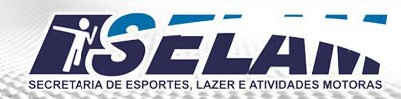 SELAM
SECRETARIA DE ESPORTES, LAZER E ATIVIDADES MOTORAS